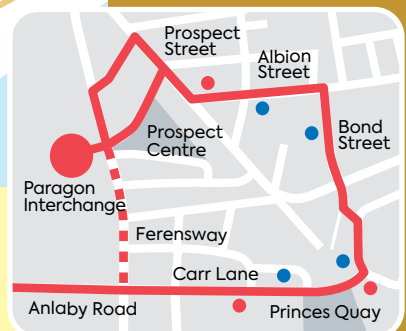 Prospect
Street
Albion
Street
Prospect
Centre
Bond
Street
Paragon
Interchange
Ferensway
Carr Lane
Anlaby Road
Princes Quay